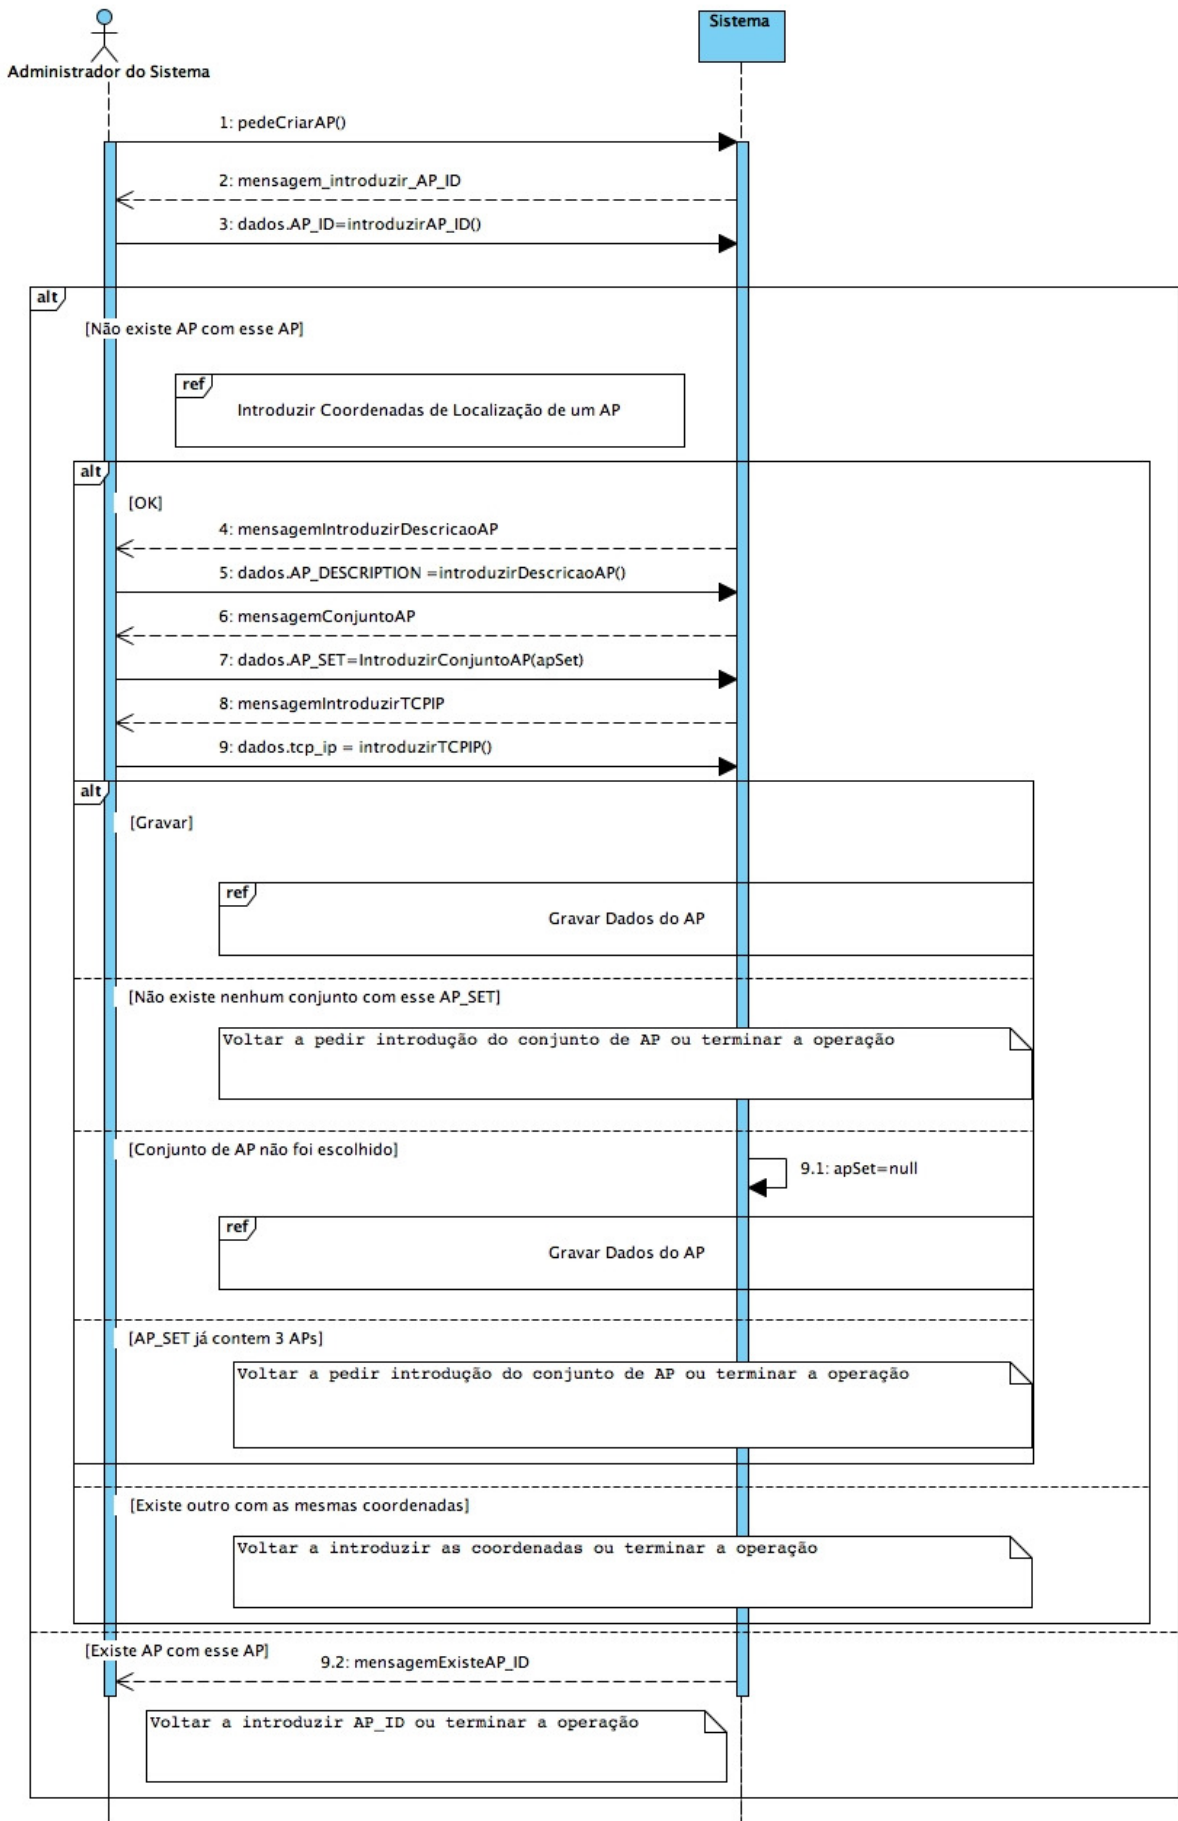 Sistema
Administrador do Sistema
1: pedeCriarAP()
2: mensagem_introduzir_AP_ID
3: dados.AP_ID=introduzirAP_ID()
alt
[Não existe AP com esse AP]
ref
Introduzir Coordenadas de Localização de um AP
alt
[OK]
4: mensagemIntroduzirDescricaoAP
5: dados.AP_DESCRIPTION =introduzirDescricaoAP()
6: mensagemConjuntoAP
7: dados.AP_SET=IntroduzirConjuntoAP(apSet)
8: mensagemIntroduzirTCPIP
9: dados.tcp_ip = introduzirTCPIP()
alt
[Gravar]
ref
Gravar Dados do AP
[Não existe nenhum conjunto com esse AP_SET]
Voltar a pedir introdução do conjunto de AP ou terminar a operação
[Conjunto de AP não foi escolhido]
9.1: apSet=null
ref
Gravar Dados do AP
[AP_SET já contem 3 APs]
Voltar a pedir introdução do conjunto de AP ou terminar a operação
[Existe outro com as mesmas coordenadas]
Voltar a introduzir as coordenadas ou terminar a operação
[Existe AP com esse AP]
9.2: mensagemExisteAP_ID
Voltar a introduzir AP_ID ou terminar a operação